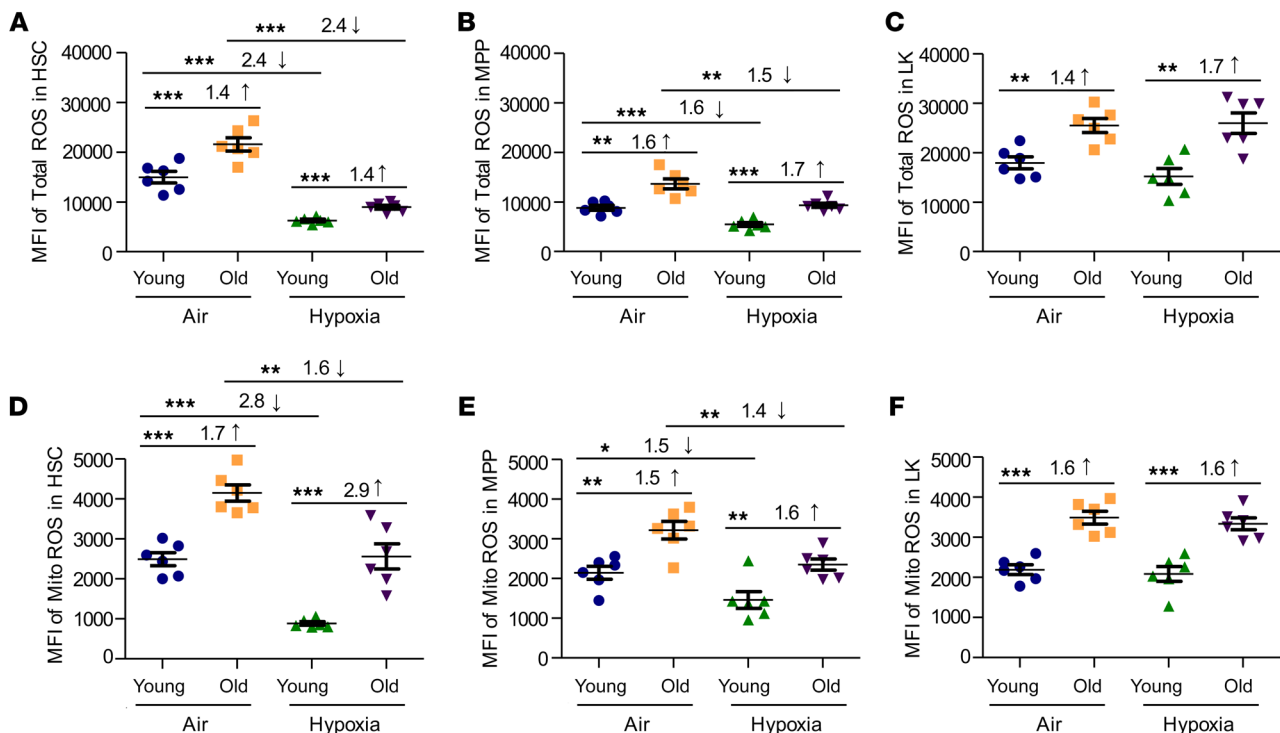 A
*** 2.4↓
*** 2.4 ↓
*** 1.4 ↑
*** 1.4↑
MFI of Total ROS in HSC
40000
30000
20000
10000
0
Young Old Young Old
Air Hypoxia
B
** 1.5 ↓
*** 1.6 ↓
** 1.6↑
*** 1.7 ↑
MFI of Total ROS in MPP
40000
30000
20000
10000
0
Young Old Young Old
Air Hypoxia
C
** 1.4↑
** 1.7↑
MFI of Total ROS in LK
40000
30000
20000
10000
0
Young Old Young Old
Air Hypoxia
D
** 1.6↓
*** 2.8↓
*** 1.7↑
*** 2.9↑
MFI of Mito ROS in HSC
5000
4000
3000
2000
1000
0
Young Old Young Old
Air Hypoxia
E
** 1.4↓
* 1.5 ↓
** 1.5 ↑
** 1.6 ↑
MFI of Mito ROS in MPP
5000
4000
3000
2000
1000
0
Young Old Young Old
Air Hypoxia
F
*** 1.6↑
*** 1.6↑
MFI of Mito ROS in LK
5000
4000
3000
2000
1000
0
Young Old Young Old
Air Hypoxia